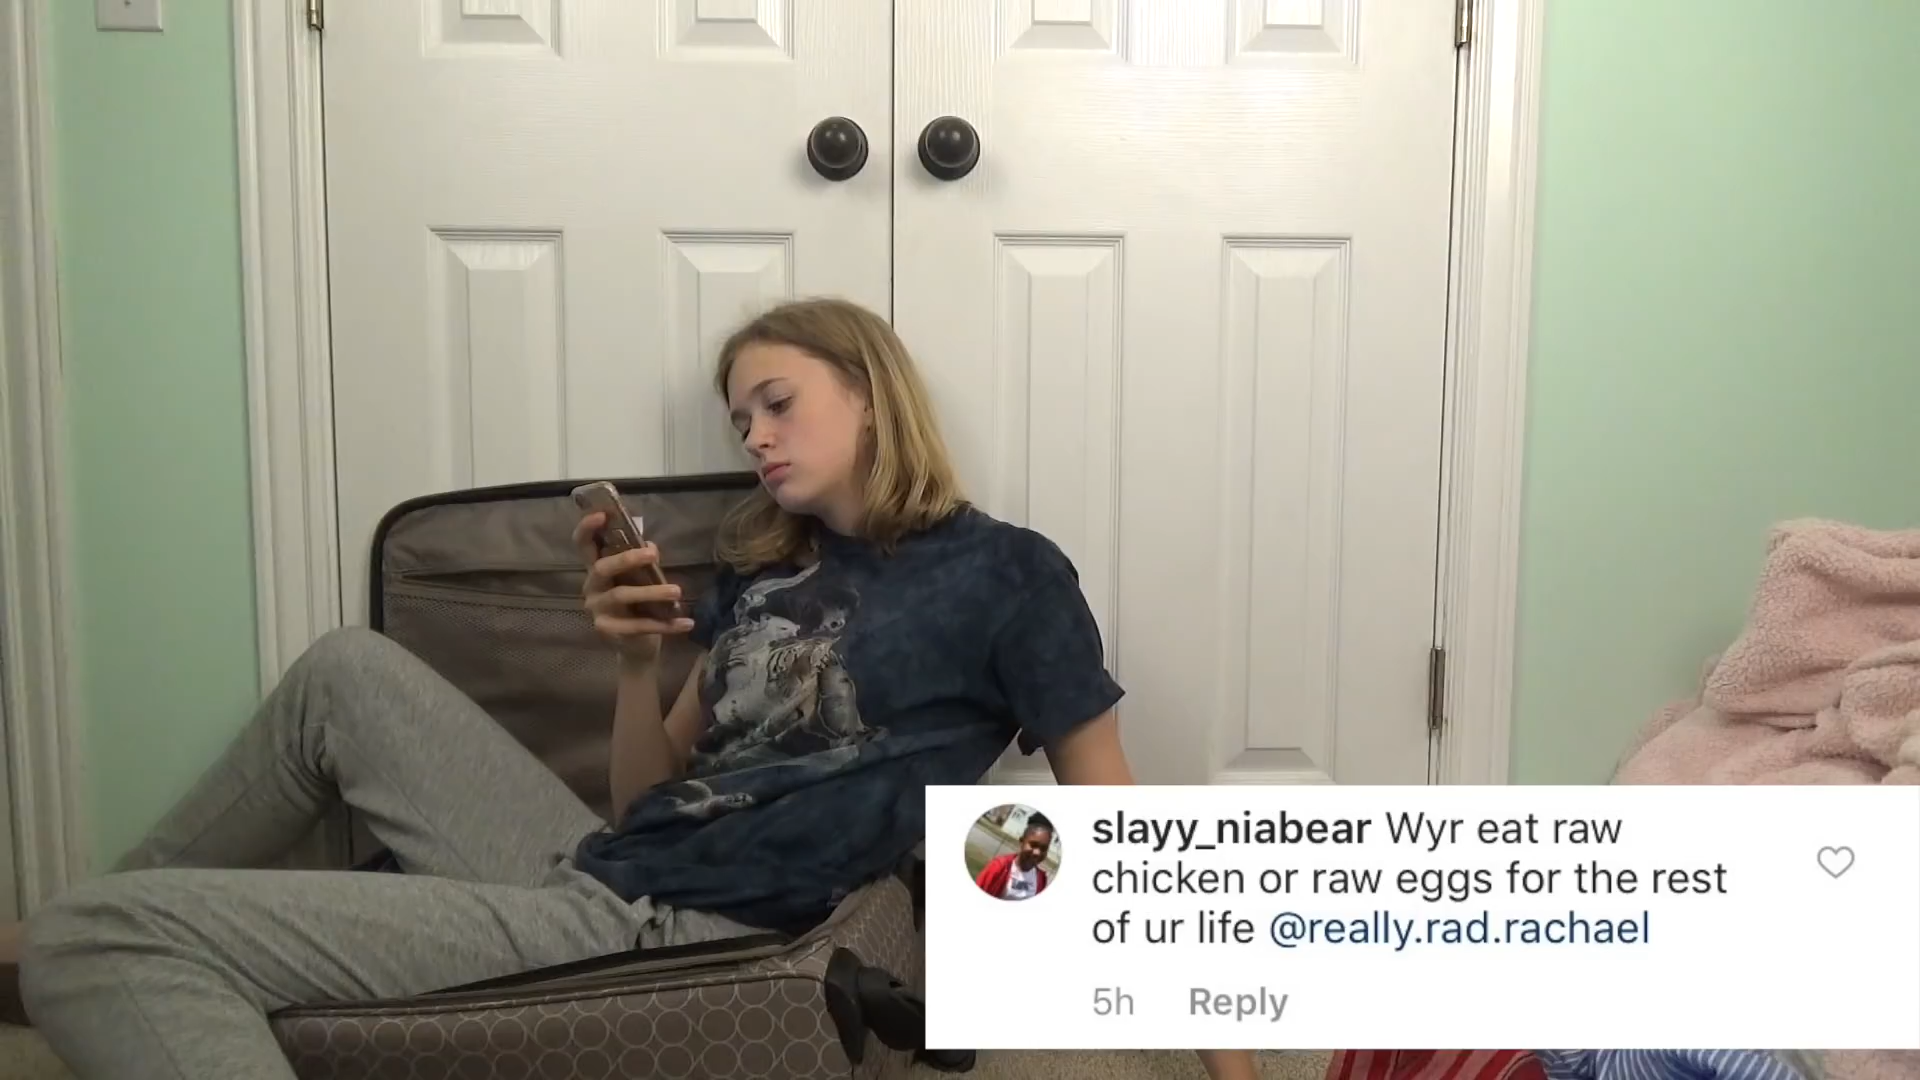 slayy_niabear Wyr eat raw
chicken or raw eggs for the rest
of ur life @really.rad.rachael
5h Reply